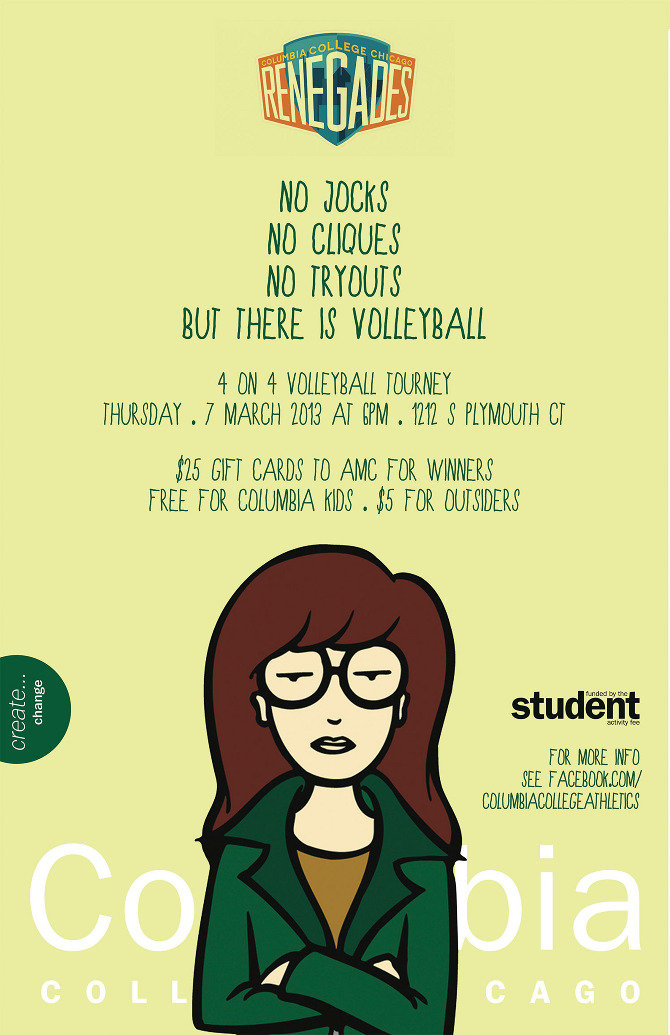 COLUMBIA COLLEGE CHICAGO
RENEGADES
NO JOCKS
NO CLIQUES
NO TRYOUTS
BUT THERE IS VOLLEYBALL
4 ON 4 VOLLEYBALL TOURNEY
THURSDAY . 7 MARCH 2013 AT 6PM . 1212 S PLYMOUTH CT
$25 GIFT CARDS TO AMC FOR WINNERS
FREE FOR COLUMBIA KIDS . $5 FOR OUTSIDERS
create...
change
funded by the
student
activity fee
FOR MORE INFO
SEE FACEBOOK.COM/
COLUMBIACOLLEGEATHLETICS
Co bia
COLL CAGO